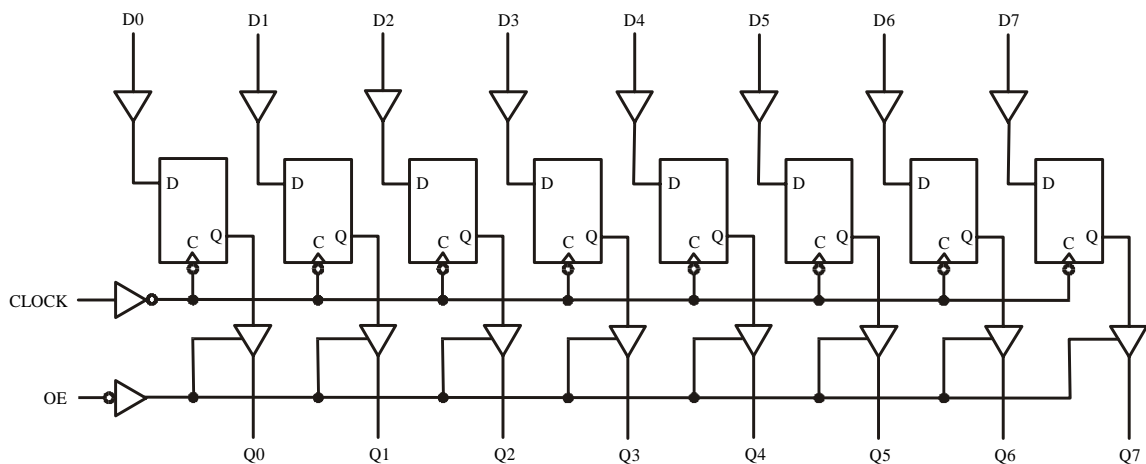 D0 D1 D2 D3 D4 D5 D6 D7
D D D D D D D D
Q Q Q Q Q Q Q Q
C C C C C C C C
CLOCK
OE
Q0 Q1 Q2 Q3 Q4 Q5 Q6 Q7